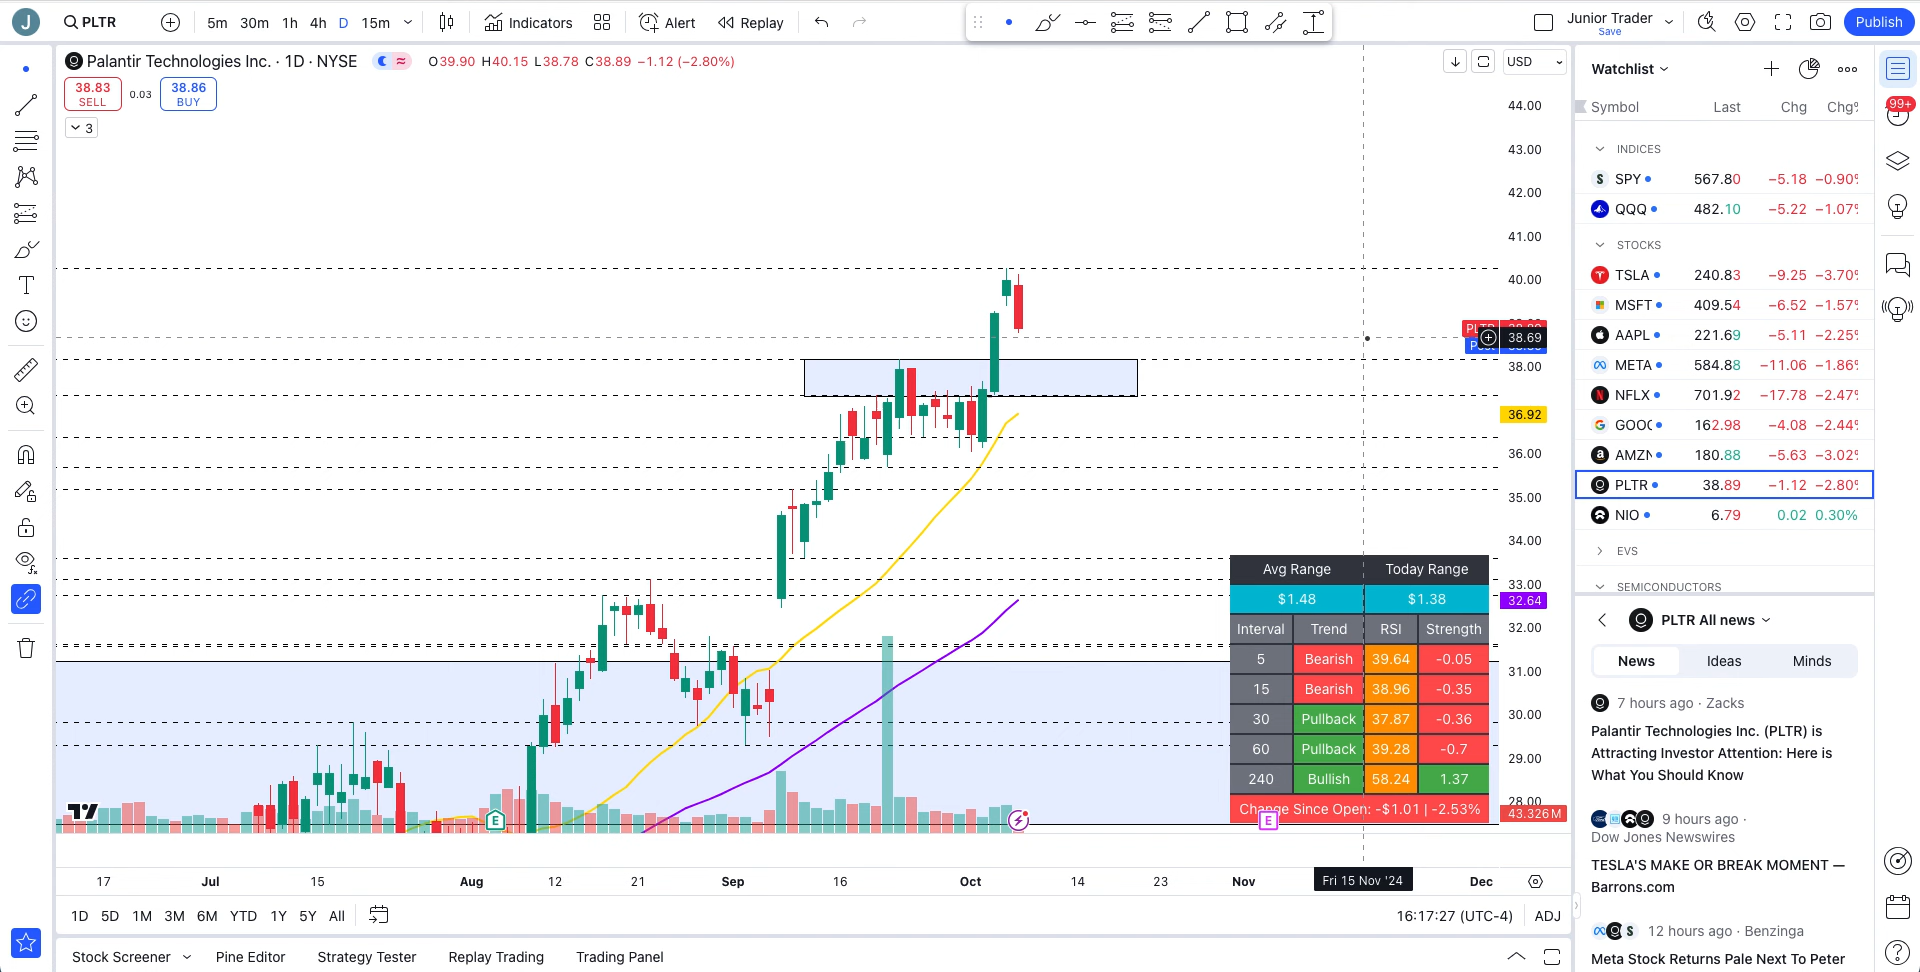 J PLTR 5m 30m 1h 4h D 15m Indicators Alert Replay Junior Trader Save Publish
Palantir Technologies Inc. · 1D · NYSE O39.90 H40.15 L38.78 C38.89 −1.12 (−2.80%)
USD
38.83 SELL 0.03 38.86 BUY
3
44.00
43.00
42.00
41.00
40.00
38.69
38.00
36.92
36.00
35.00
34.00
33.00
32.64
32.00
31.00
30.00
29.00
28.00
43.326M
Avg Range Today Range
$1.48 $1.38
Interval Trend RSI Strength
5 Bearish 39.64 -0.05
15 Bearish 38.96 -0.35
30 Pullback 37.87 -0.36
60 Pullback 39.28 -0.7
240 Bullish 58.24 1.37
Change Since Open: -$1.01 | -2.53%
E
E
17 Jul 15 Aug 12 21 Sep 16 Oct 14 23 Nov Fri 15 Nov '24 Dec
1D 5D 1M 3M 6M YTD 1Y 5Y All 16:17:27 (UTC-4) ADJ
Stock Screener Pine Editor Strategy Tester Replay Trading Trading Panel
Watchlist
99+
Symbol Last Chg Chg%
INDICES
SPY 567.80 −5.18 −0.90%
QQQ 482.10 −5.22 −1.07%
STOCKS
TSLA 240.83 −9.25 −3.70%
MSFT 409.54 −6.52 −1.57%
AAPL 221.69 −5.11 −2.25%
META 584.88 −11.06 −1.86%
NFLX 701.92 −17.78 −2.47%
GOOG 162.98 −4.08 −2.44%
AMZN 180.88 −5.63 −3.02%
PLTR 38.89 −1.12 −2.80%
NIO 6.79 0.02 0.30%
EVS
SEMICONDUCTORS
PLTR All news
News Ideas Minds
7 hours ago · Zacks
Palantir Technologies Inc. (PLTR) is
Attracting Investor Attention: Here is
What You Should Know
9 hours ago ·
Dow Jones Newswires
TESLA'S MAKE OR BREAK MOMENT —
Barrons.com
12 hours ago · Benzinga
Meta Stock Returns Pale Next To Peter